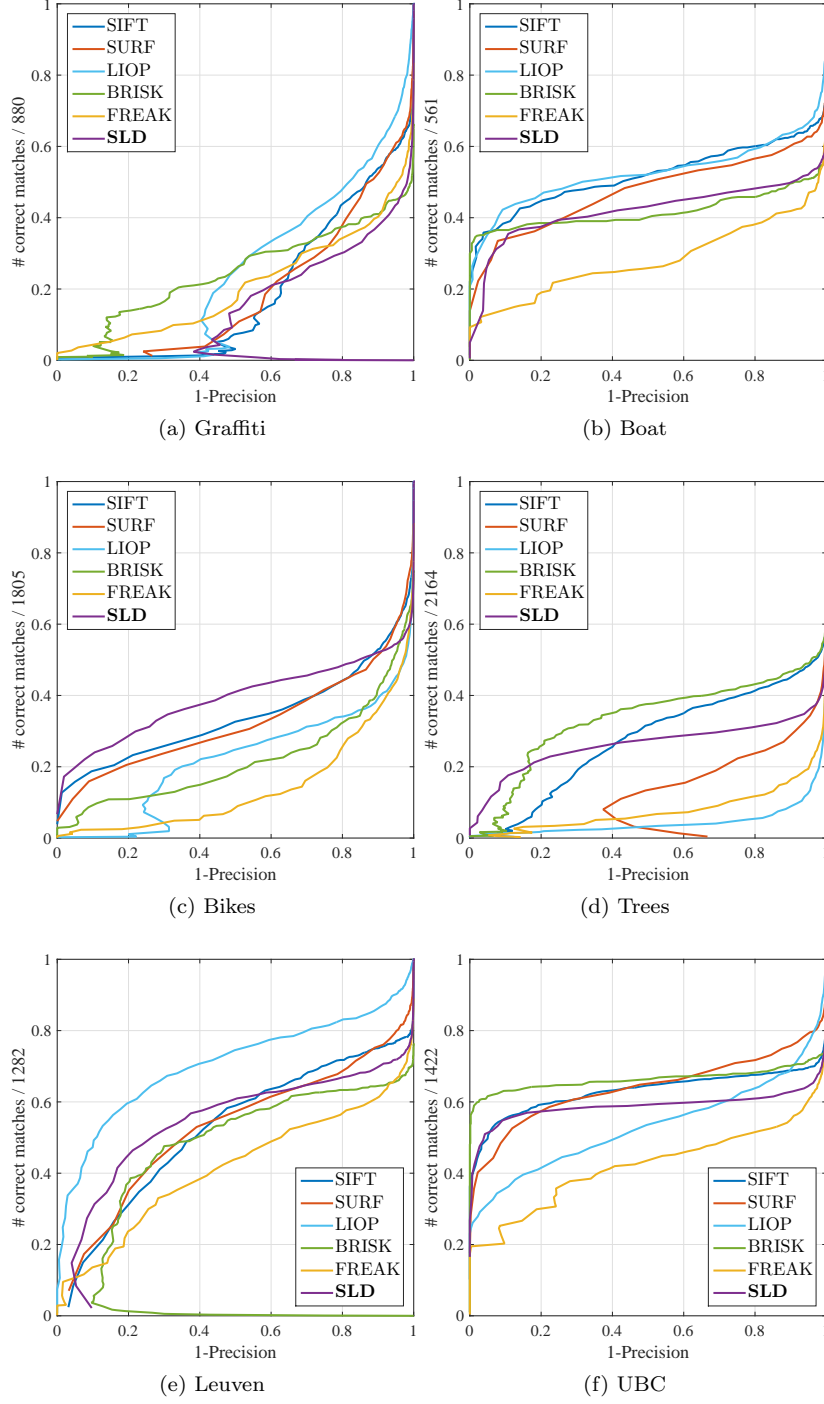 SIFT
SURF
LIOP
BRISK
FREAK
SLD
# correct matches / 880
1
0.8
0.6
0.4
0.2
0
0 0.2 0.4 0.6 0.8 1
1-Precision
(a) Graffiti
SIFT
SURF
LIOP
BRISK
FREAK
SLD
# correct matches / 561
1
0.8
0.6
0.4
0.2
0
0 0.2 0.4 0.6 0.8 1
1-Precision
(b) Boat
SIFT
SURF
LIOP
BRISK
FREAK
SLD
# correct matches / 1805
1
0.8
0.6
0.4
0.2
0
0 0.2 0.4 0.6 0.8 1
1-Precision
(c) Bikes
SIFT
SURF
LIOP
BRISK
FREAK
SLD
# correct matches / 2164
1
0.8
0.6
0.4
0.2
0
0 0.2 0.4 0.6 0.8 1
1-Precision
(d) Trees
SIFT
SURF
LIOP
BRISK
FREAK
SLD
# correct matches / 1282
1
0.8
0.6
0.4
0.2
0
0 0.2 0.4 0.6 0.8 1
1-Precision
(e) Leuven
SIFT
SURF
LIOP
BRISK
FREAK
SLD
# correct matches / 1422
1
0.8
0.6
0.4
0.2
0
0 0.2 0.4 0.6 0.8 1
1-Precision
(f) UBC